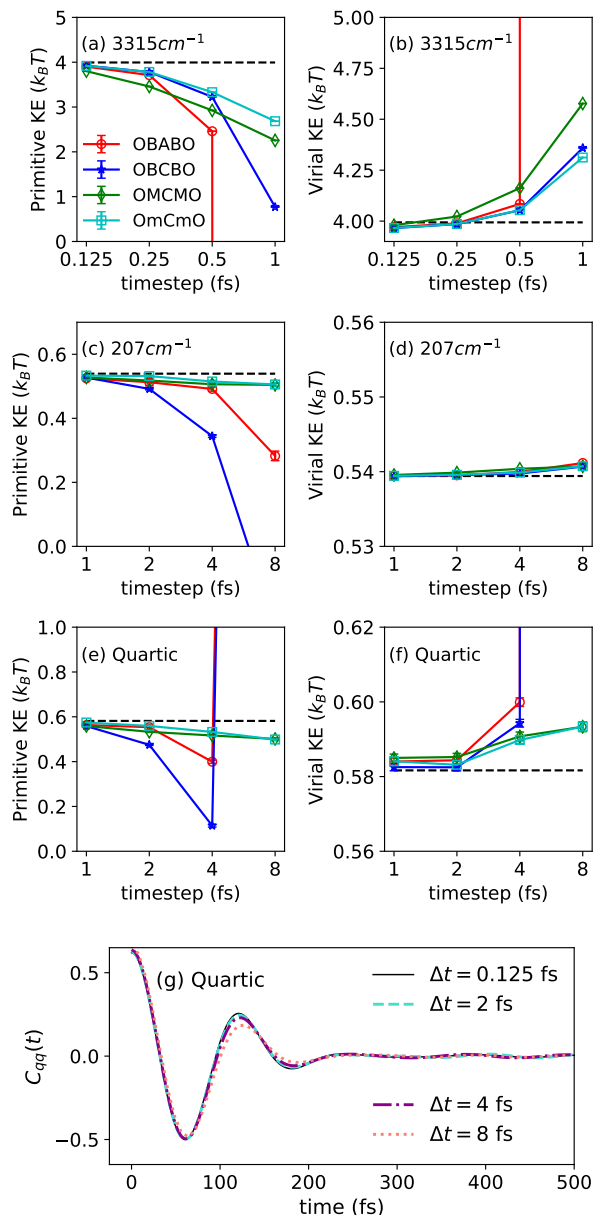 (a) 3315cm⁻¹
Primitive KE (k_BT)
5
4
3
2
1
0
OBABO
OBCBO
OMCMO
OmCmO
0.125 0.25 0.5 1
timestep (fs)
(b) 3315cm⁻¹
Virial KE (k_BT)
5.00
4.75
4.50
4.25
4.00
0.125 0.25 0.5 1
timestep (fs)
(c) 207cm⁻¹
Primitive KE (k_BT)
0.6
0.4
0.2
0.0
1 2 4 8
timestep (fs)
(d) 207cm⁻¹
Virial KE (k_BT)
0.56
0.55
0.54
0.53
1 2 4 8
timestep (fs)
(e) Quartic
Primitive KE (k_BT)
1.0
0.8
0.6
0.4
0.2
0.0
1 2 4 8
timestep (fs)
(f) Quartic
Virial KE (k_BT)
0.62
0.60
0.58
0.56
1 2 4 8
timestep (fs)
(g) Quartic
C_qq(t)
0.5
0.0
−0.5
Δt = 0.125 fs
Δt = 2 fs
Δt = 4 fs
Δt = 8 fs
0 100 200 300 400 500
time (fs)